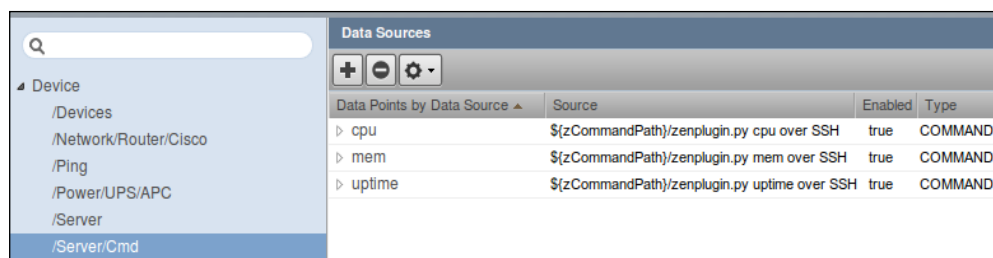 Data Sources
Device
/Devices
/Network/Router/Cisco
/Ping
/Power/UPS/APC
/Server
/Server/Cmd
Data Points by Data Source Source Enabled Type
cpu ${zCommandPath}/zenplugin.py cpu over SSH true COMMAND
mem ${zCommandPath}/zenplugin.py mem over SSH true COMMAND
uptime ${zCommandPath}/zenplugin.py uptime over SSH true COMMAND